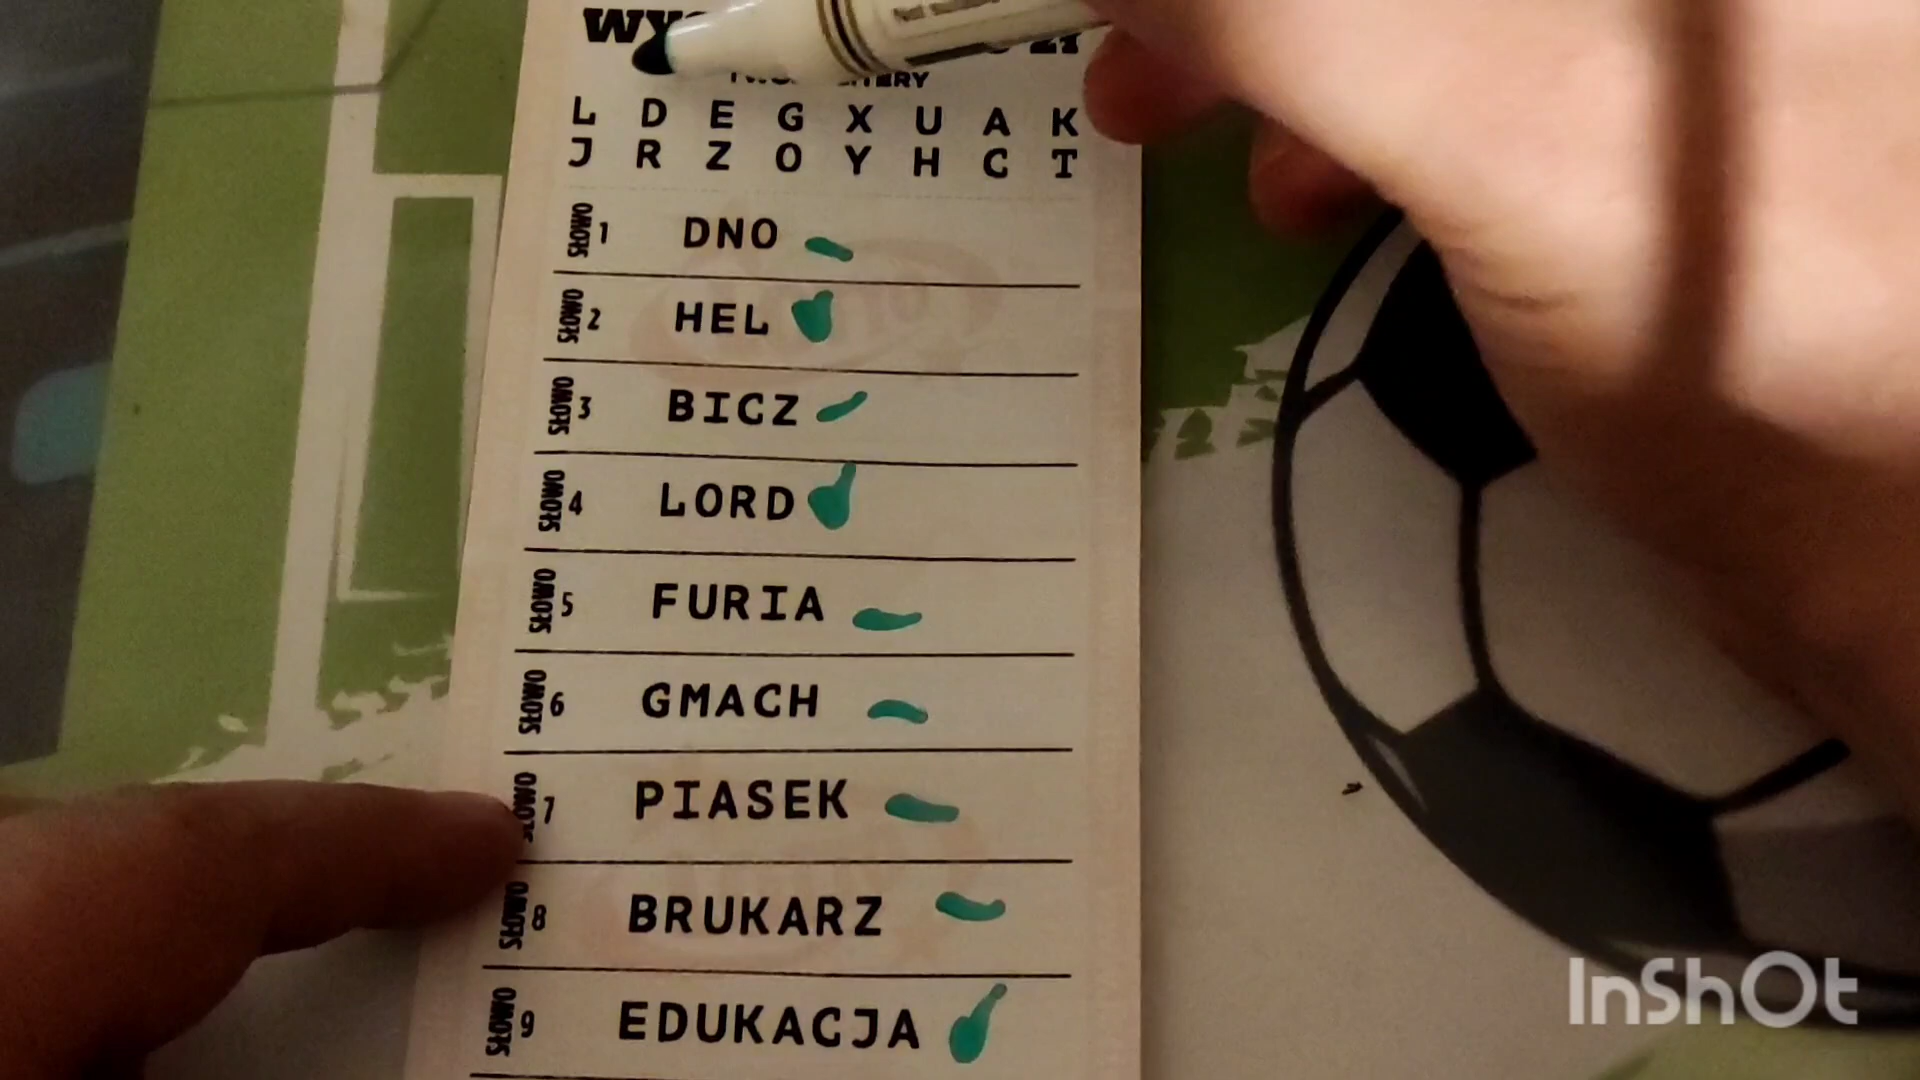 L D E G X U A K
J R Z O Y H C T
SŁOWO 1 DNO
SŁOWO 2 HEL
SŁOWO 3 BICZ
SŁOWO 4 LORD
SŁOWO 5 FURIA
SŁOWO 6 GMACH
SŁOWO 7 PIASEK
SŁOWO 8 BRUKARZ
SŁOWO 9 EDUKACJA
InShOt